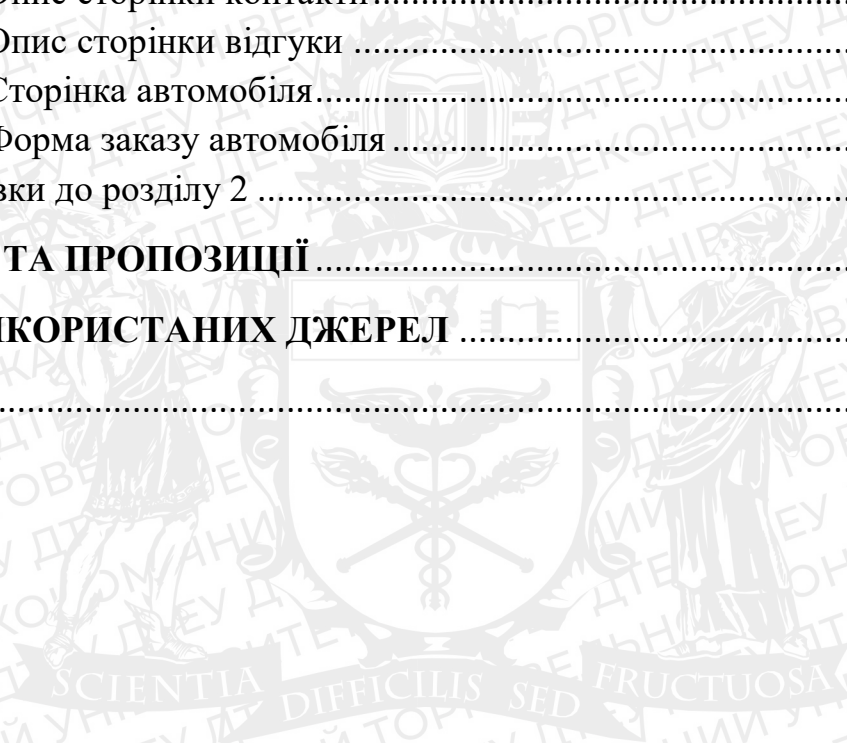 Опис сторінки контакти..............................................................
Опис сторінки відгуки ..............................................................
Сторінка автомобіля..............................................................
Форма заказу автомобіля ..............................................................
вки до розділу 2 ..............................................................
ТА ПРОПОЗИЦІЇ..............................................................
ИКОРИСТАНИХ ДЖЕРЕЛ ..............................................................
..............................................................
SCIENTIA DIFFICILIS SED FRUCTUOSA